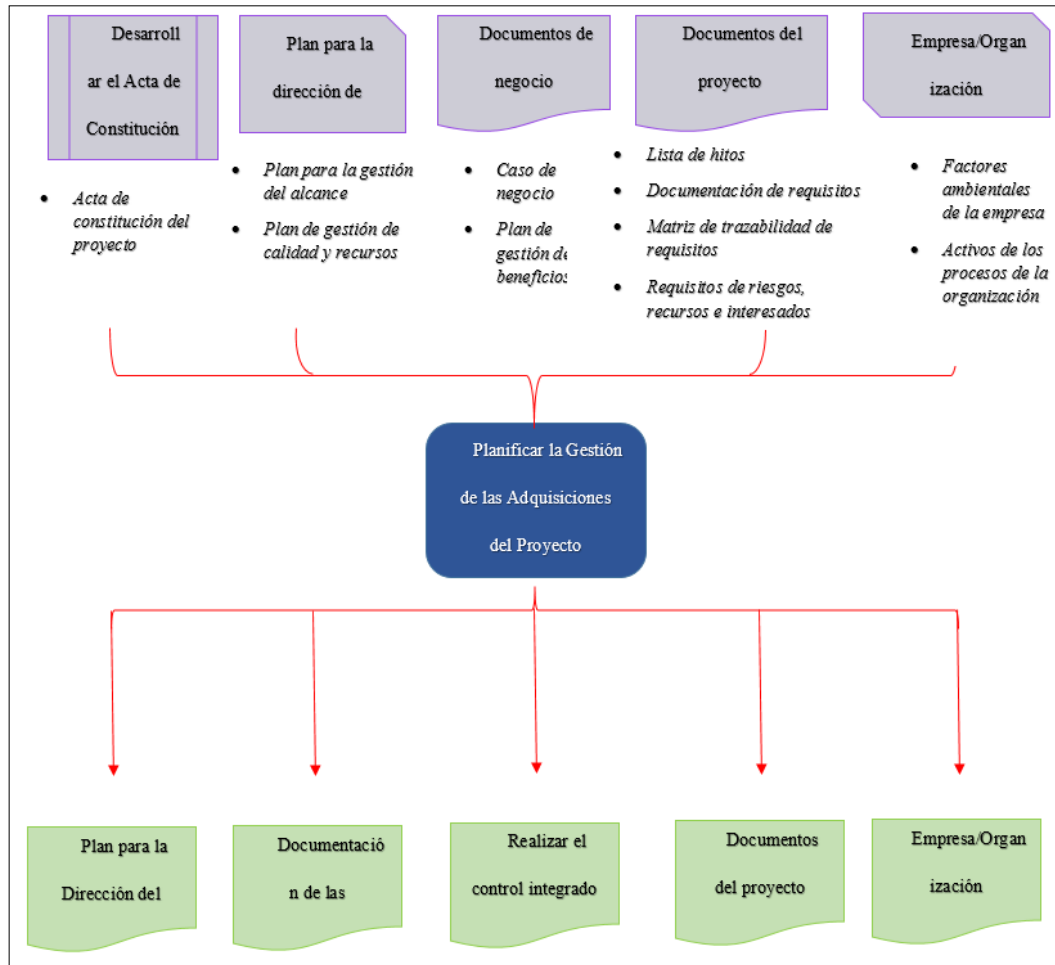 Desarroll
ar el Acta de
Constitución
Plan para la
dirección de
Documentos de
negocio
Documentos del
proyecto
Empresa/Organ
ización
• Acta de
constitución del
proyecto
• Plan para la gestión
del alcance
• Plan de gestión de
calidad y recursos
• Caso de
negocio
• Plan de
gestión de
beneficios
• Lista de hitos
• Documentación de requisitos
• Matriz de trazabilidad de
requisitos
• Requisitos de riesgos,
recursos e interesados
• Factores
ambientales
de la empresa
• Activos de los
procesos de la
organización
Planificar la Gestión
de las Adquisiciones
del Proyecto
Plan para la
Dirección del
Documentació
n de las
Realizar el
control integrado
Documentos
del proyecto
Empresa/Organ
ización